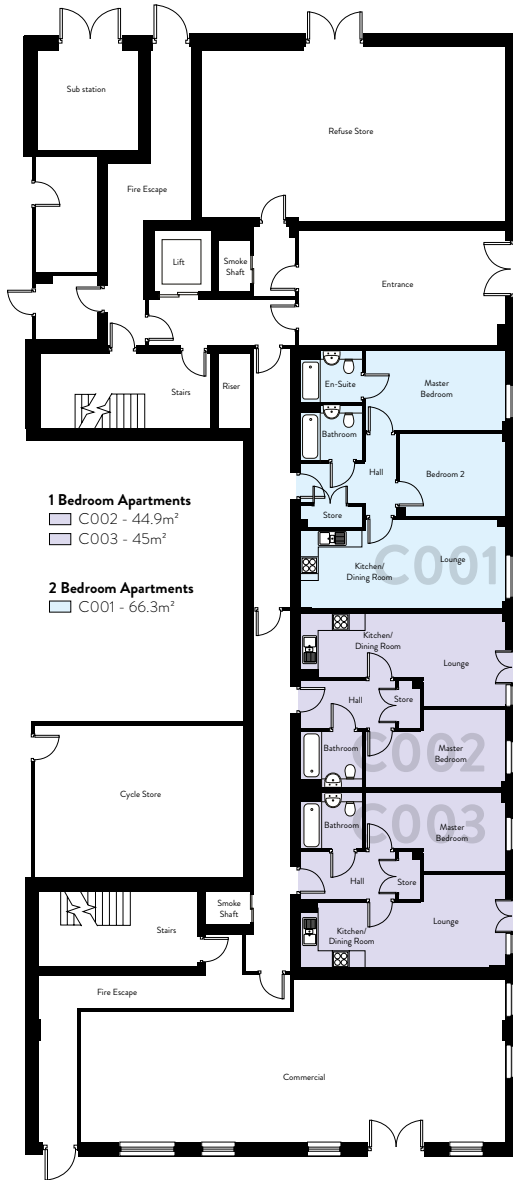 Sub station
Refuse Store
Fire Escape
Lift
Smoke
Shaft
Entrance
Stairs
Riser
En-Suite
Master
Bedroom
Bathroom
Hall
Bedroom 2
Store
Kitchen/
Dining Room
Lounge
C001
1 Bedroom Apartments
C002 - 44.9m²
C003 - 45m²
2 Bedroom Apartments
C001 - 66.3m²
Kitchen/
Dining Room
Lounge
Hall
Store
Bathroom
Master
Bedroom
C002
Cycle Store
C003
Bathroom
Master
Bedroom
Hall
Store
Kitchen/
Dining Room
Lounge
Smoke
Shaft
Stairs
Fire Escape
Commercial